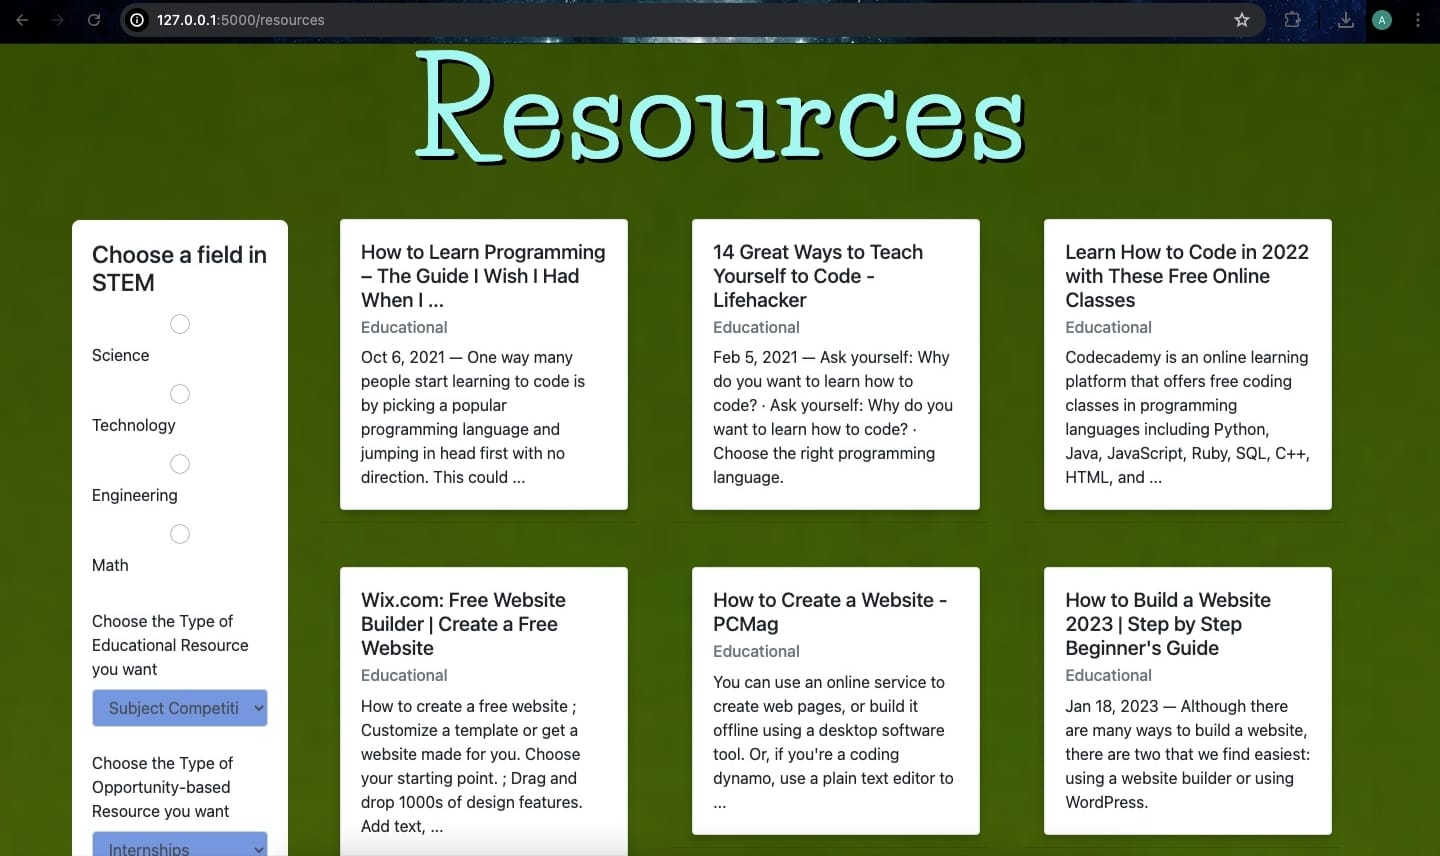 127.0.0.1:5000/resources
A
Resources
Choose a field in
STEM
Science
Technology
Engineering
Math
Choose the Type of
Educational Resource
you want
Subject Competiti
Choose the Type of
Opportunity-based
Resource you want
Internships
How to Learn Programming
– The Guide I Wish I Had
When I ...
Educational
Oct 6, 2021 — One way many
people start learning to code is
by picking a popular
programming language and
jumping in head first with no
direction. This could ...
14 Great Ways to Teach
Yourself to Code -
Lifehacker
Educational
Feb 5, 2021 — Ask yourself: Why
do you want to learn how to
code? · Ask yourself: Why do you
want to learn how to code? ·
Choose the right programming
language.
Learn How to Code in 2022
with These Free Online
Classes
Educational
Codecademy is an online learning
platform that offers free coding
classes in programming
languages including Python,
Java, JavaScript, Ruby, SQL, C++,
HTML, and ...
Wix.com: Free Website
Builder | Create a Free
Website
Educational
How to create a free website ;
Customize a template or get a
website made for you. Choose
your starting point. ; Drag and
drop 1000s of design features.
Add text, ...
How to Create a Website -
PCMag
Educational
You can use an online service to
create web pages, or build it
offline using a desktop software
tool. Or, if you're a coding
dynamo, use a plain text editor to
...
How to Build a Website
2023 | Step by Step
Beginner's Guide
Educational
Jan 18, 2023 — Although there
are many ways to build a website,
there are two that we find easiest:
using a website builder or using
WordPress.